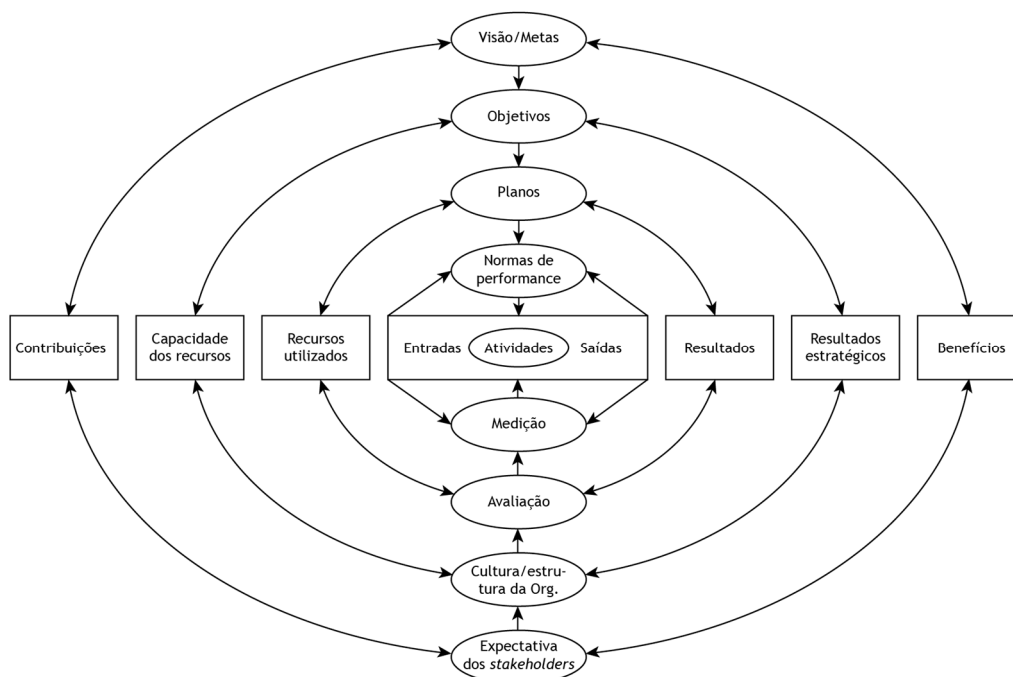 Visão/Metas
Objetivos
Planos
Normas de
performance
Contribuições
Capacidade
dos recursos
Recursos
utilizados
Entradas
Atividades
Saídas
Resultados
Resultados
estratégicos
Benefícios
Medição
Avaliação
Cultura/estru-
tura da Org.
Expectativa
dos stakeholders